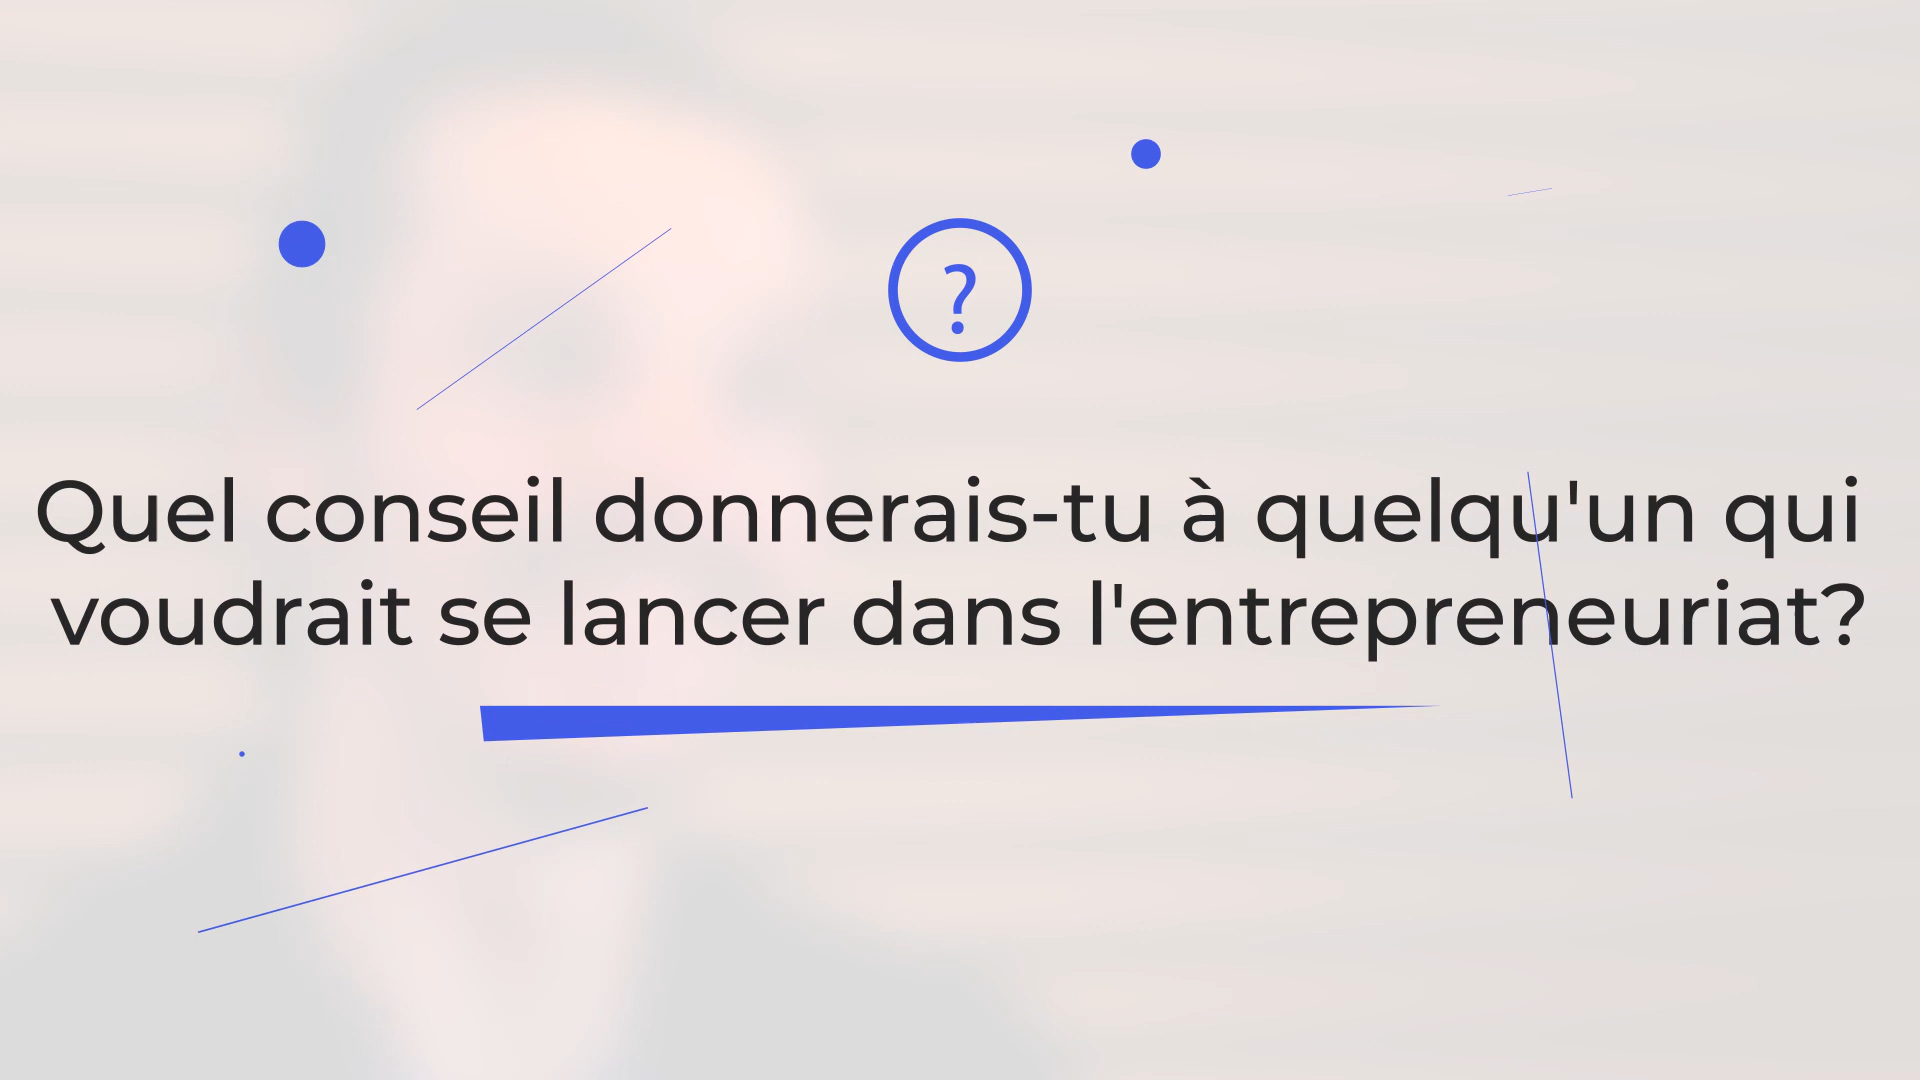 ?
Quel conseil donnerais-tu à quelqu'un qui
voudrait se lancer dans l'entrepreneuriat?